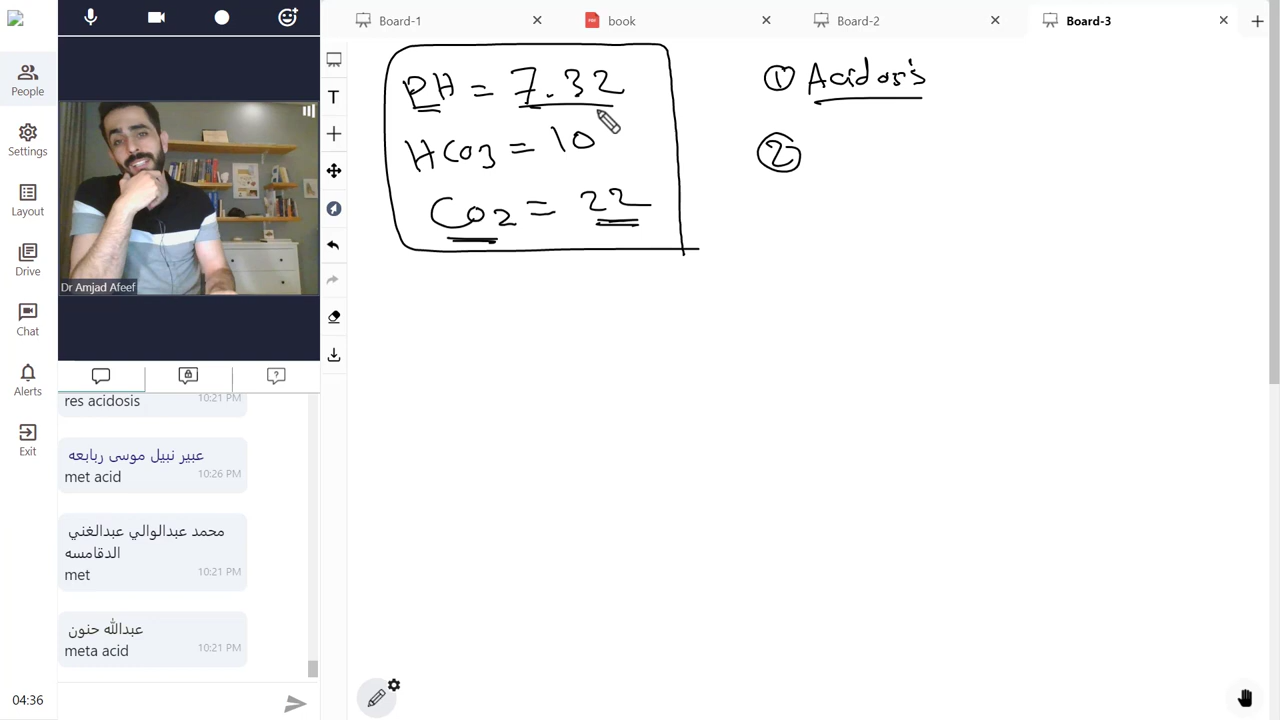 Board-1
book
Board-2
Board-3
People
Settings
Layout
Drive
Chat
Alerts
Exit
04:36
Dr Amjad Afeef
res acidosis
10:21 PM
عبير نبيل موسى ربابعه
met acid
10:26 PM
محمد عبدالوالي عبدالغني
الدقامسه
met
10:21 PM
عبدالله حنون
meta acid
10:21 PM
PH = 7.32
HCO3 = 10
CO2 = 22
① Acidosis
②